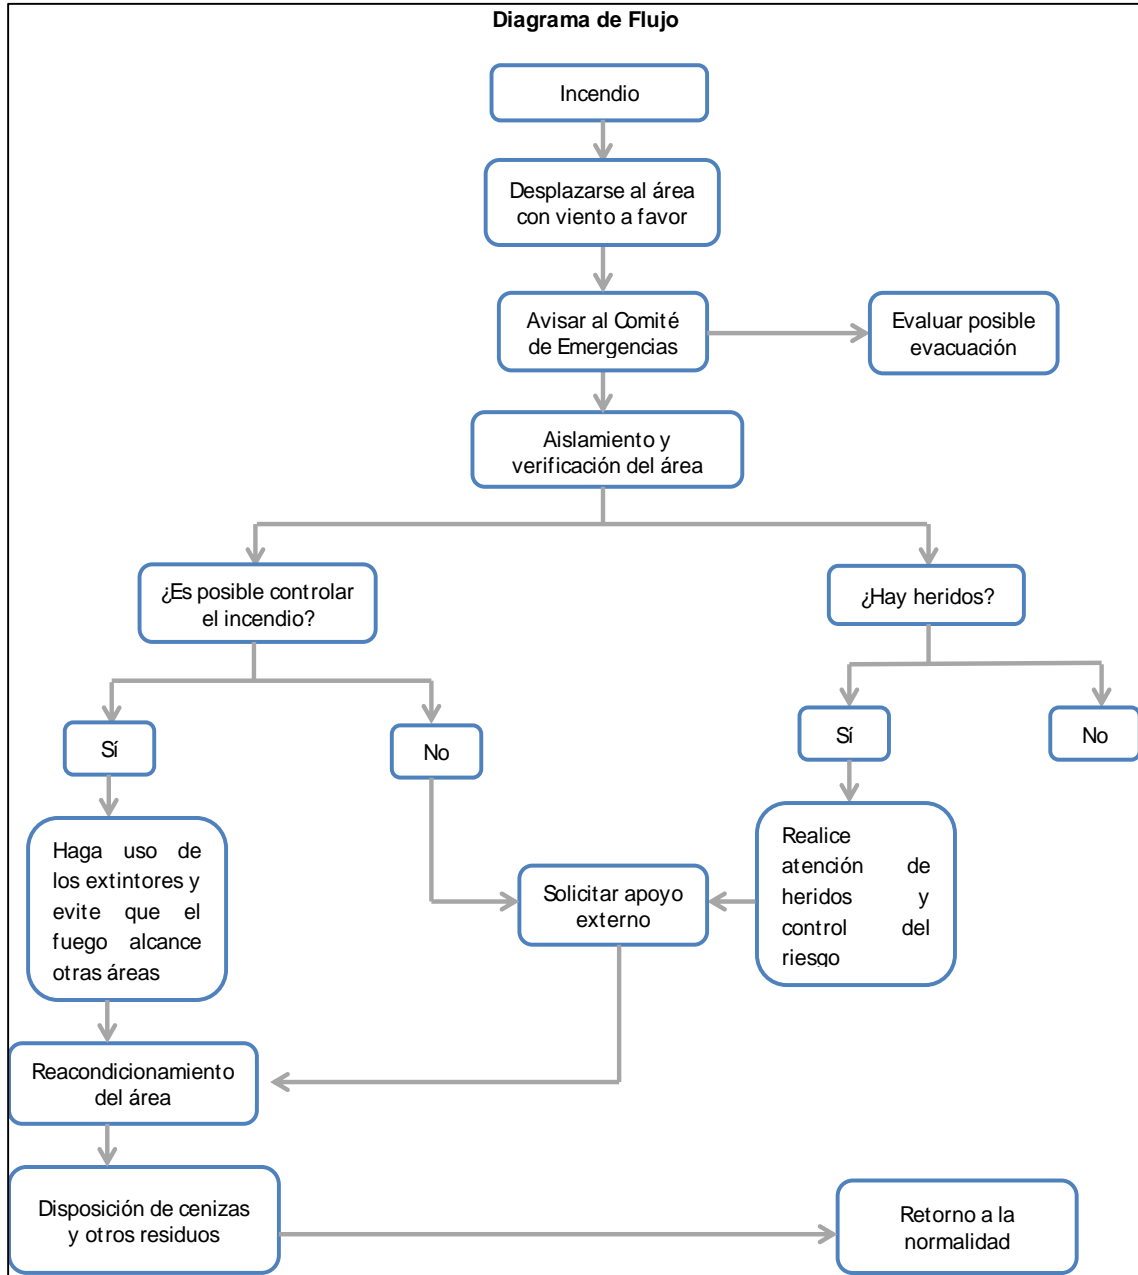 Diagrama de Flujo
Incendio
Desplazarse al área
con viento a favor
Avisar al Comité
de Emergencias
Evaluar posible
evacuación
Aislamiento y
verificación del área
¿Es posible controlar
el incendio?
¿Hay heridos?
Sí
No
Sí
No
Haga uso de
los extintores y
evite que el
fuego alcance
otras áreas
Solicitar apoyo
externo
Realice
atención de
heridos y
control del
riesgo
Reacondicionamiento
del área
Disposición de cenizas
y otros residuos
Retorno a la
normalidad